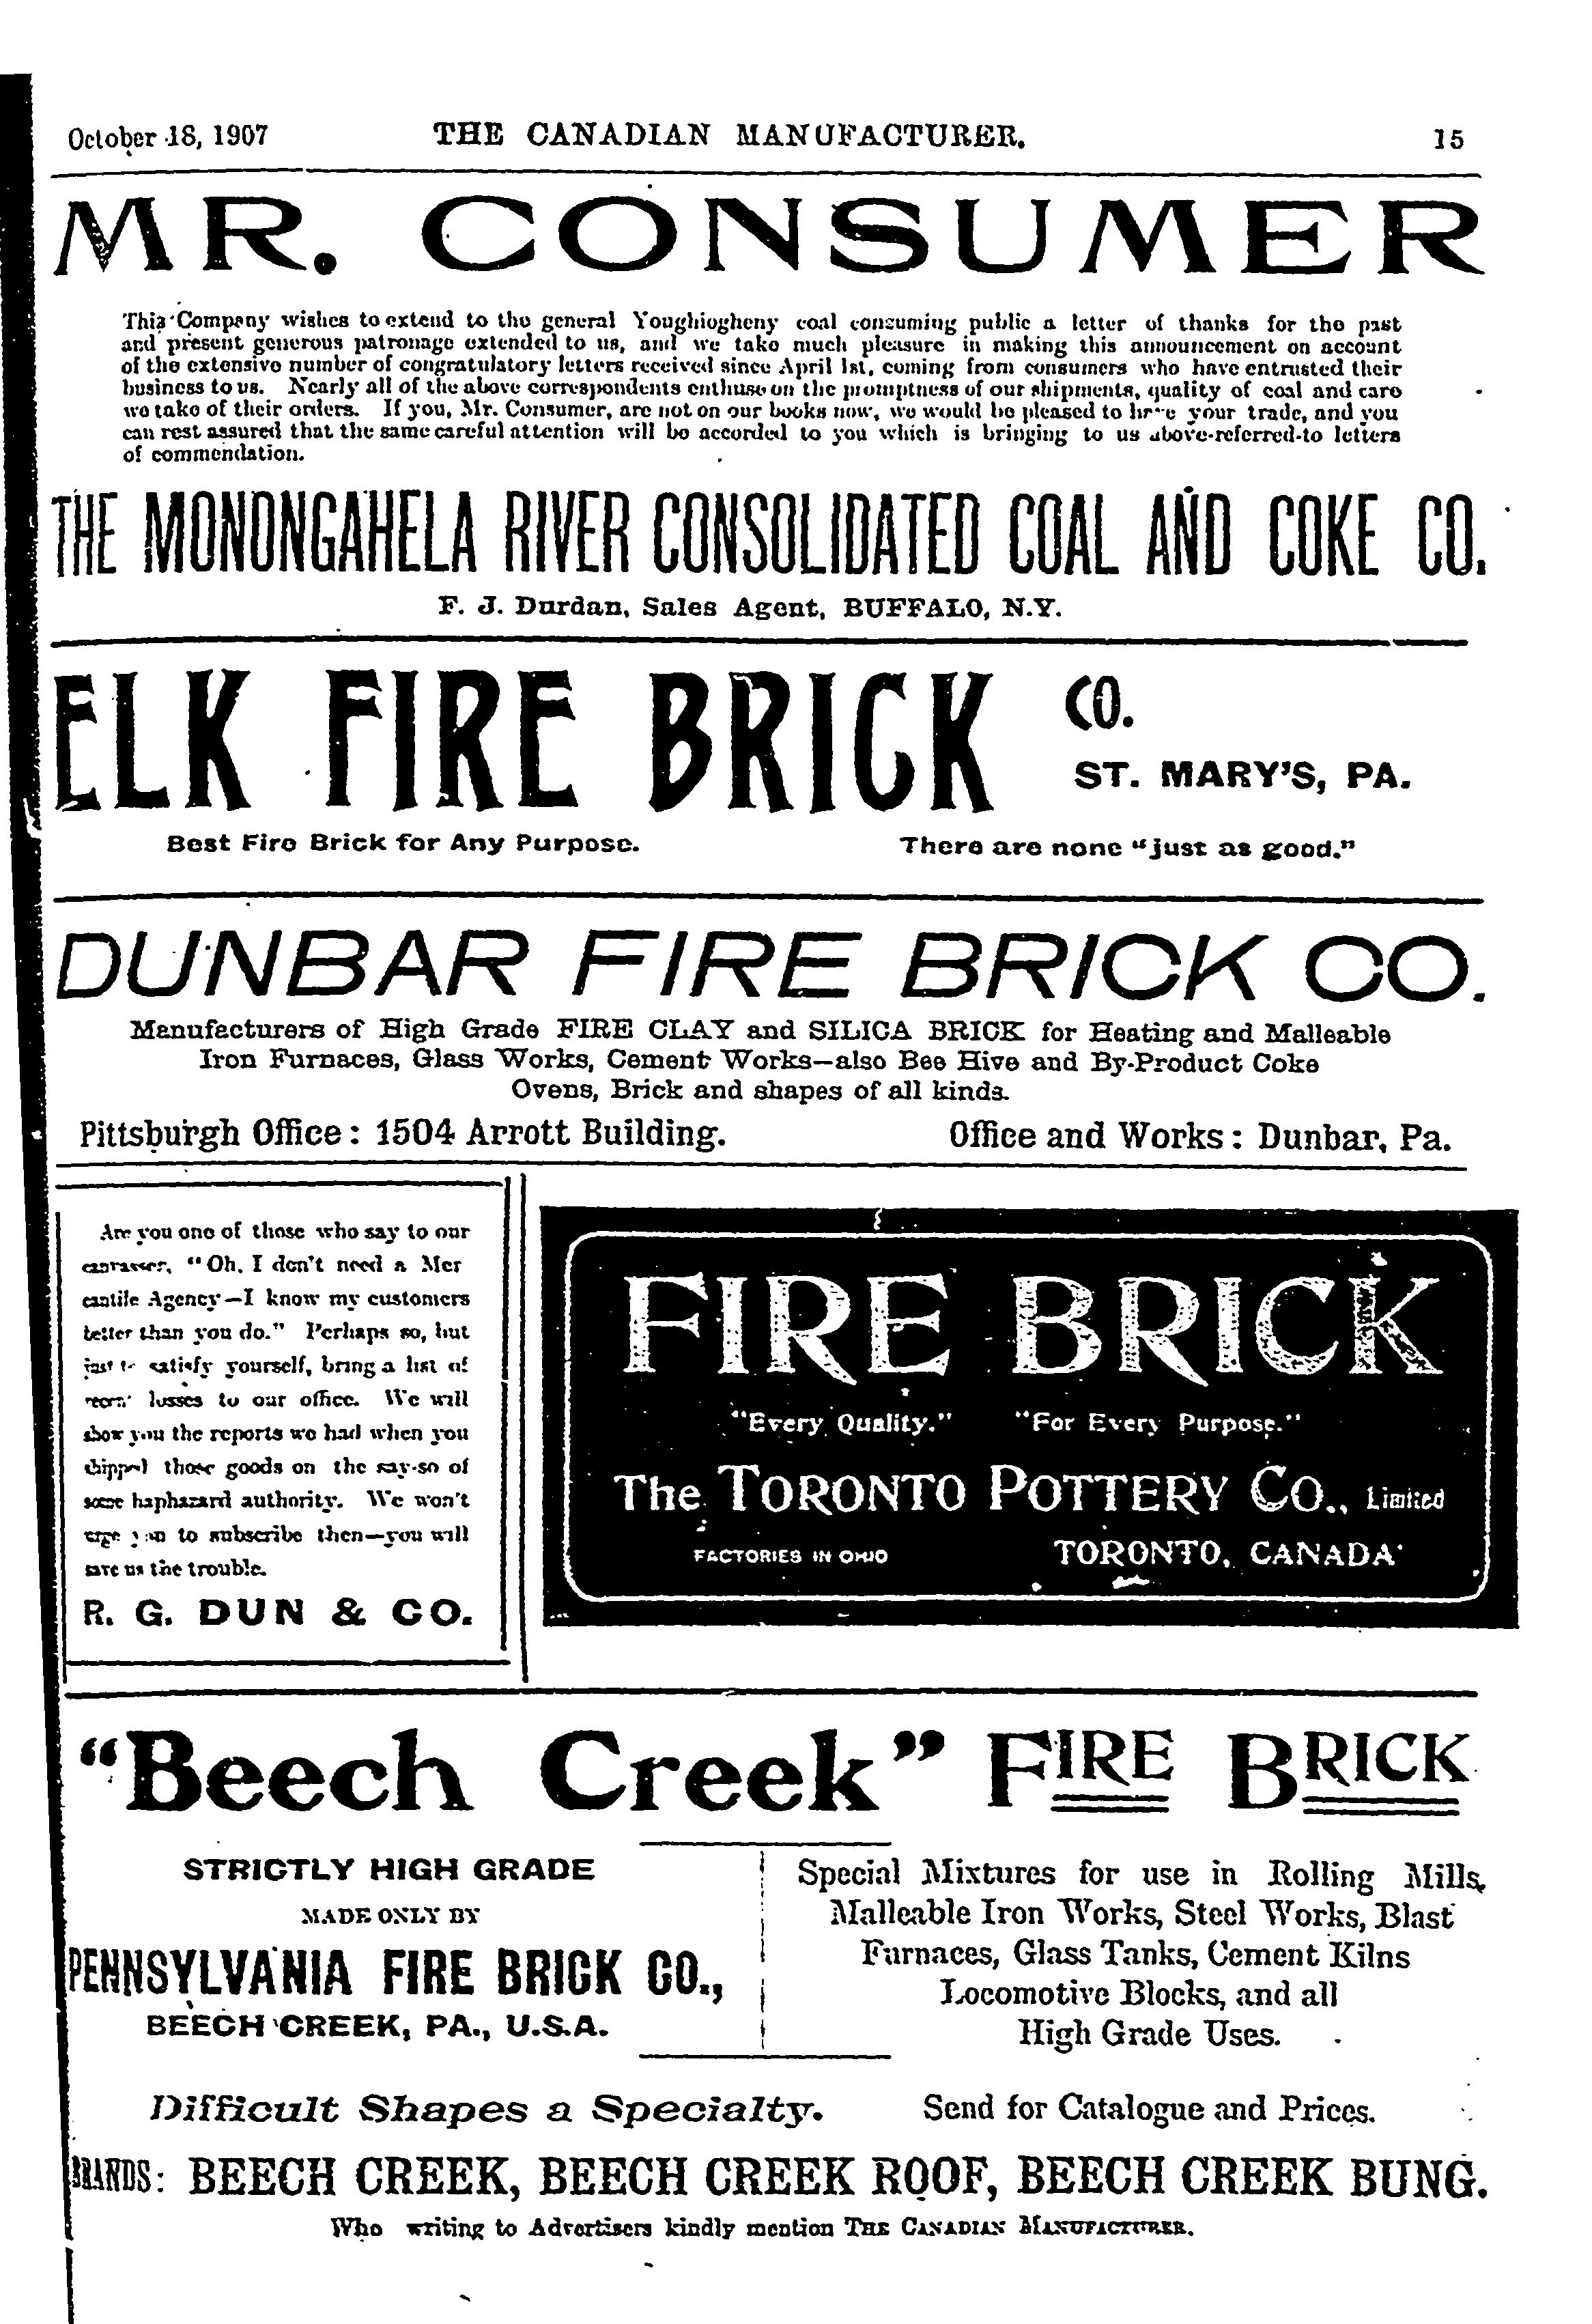 October 18, 1907 THE CANADIAN MANUFACTURER. 15
MR. CONSUMER
This Company wishes to extend to the general Youghiogheny coal consuming public a letter of thanks for the past
and present generous patronage extended to us, and we take much pleasure in making this announcement on account
of the extensive number of congratulatory letters received since April 1st, coming from consumers who have entrusted their
business to us. Nearly all of the above correspondents enthuse on the promptness of our shipments, quality of coal and care
we take of their orders. If you, Mr. Consumer, are not on our books now, we would be pleased to have your trade, and you
can rest assured that the same careful attention will be accorded to you which is bringing to us above-referred-to letters
of commendation.
THE MONONGAHELA RIVER CONSOLIDATED COAL AND COKE CO.
F. J. Durdan, Sales Agent, BUFFALO, N.Y.
ELK FIRE BRICK CO.
ST. MARY'S, PA.
Best Fire Brick for Any Purpose. There are none "just as good."
DUNBAR FIRE BRICK CO.
Manufacturers of High Grade FIRE CLAY and SILICA BRICK for Heating and Malleable
Iron Furnaces, Glass Works, Cement Works—also Bee Hive and By-Product Coke
Ovens, Brick and shapes of all kinds.
Pittsburgh Office: 1504 Arrott Building. Office and Works: Dunbar, Pa.
Are you one of those who say to our
canvasser, "Oh, I don't need a Mer
cantile Agency—I know my customers
better than you do." Perhaps so, but
just to satisfy yourself, bring a list of
recent losses to our office. We will
show you the reports we had when you
shipped those goods on the say-so of
some haphazard authority. We won't
urge you to subscribe then—you will
save us the trouble.
R. G. DUN & CO.
FIRE BRICK
"Every Quality." "For Every Purpose."
The TORONTO POTTERY CO., Limited
FACTORIES IN OHIO TORONTO, CANADA
"Beech Creek" FIRE BRICK
STRICTLY HIGH GRADE
MADE ONLY BY
PENNSYLVANIA FIRE BRICK CO.,
BEECH CREEK, PA., U.S.A.
Special Mixtures for use in Rolling Mills,
Malleable Iron Works, Steel Works, Blast
Furnaces, Glass Tanks, Cement Kilns
Locomotive Blocks, and all
High Grade Uses.
Difficult Shapes a Specialty. Send for Catalogue and Prices.
BRANDS: BEECH CREEK, BEECH CREEK ROOF, BEECH CREEK BUNG.
Who writing to Advertisers kindly mention THE CANADIAN MANUFACTURER.